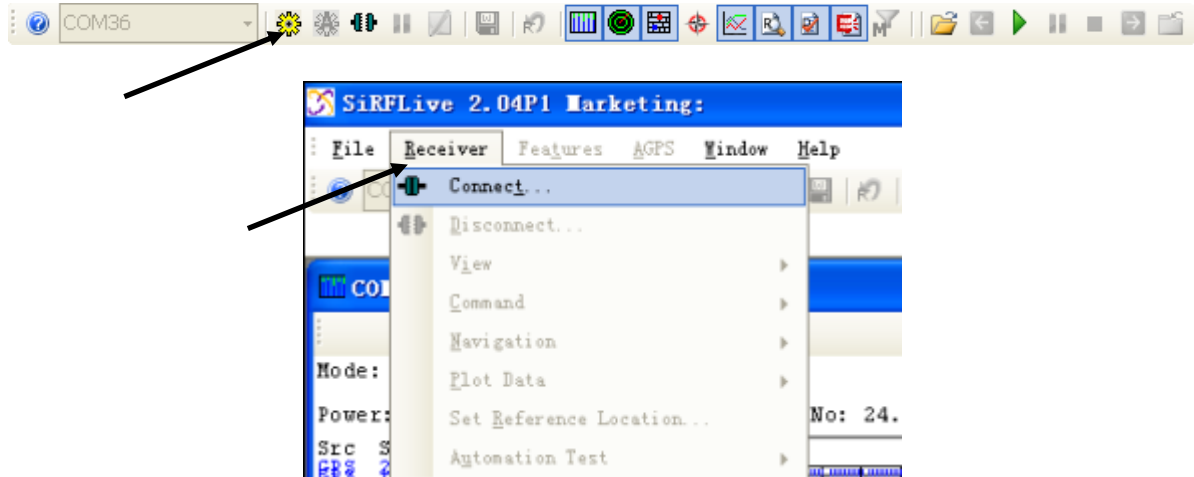 COM36
SiRFLive 2.04P1 Marketing:
File Receiver Features AGPS Window Help
Connect...
Disconnect...
View
Command
Navigation
Plot Data
Set Reference Location...
Automation Test
Mode:
Power:
No: 24.
Src S